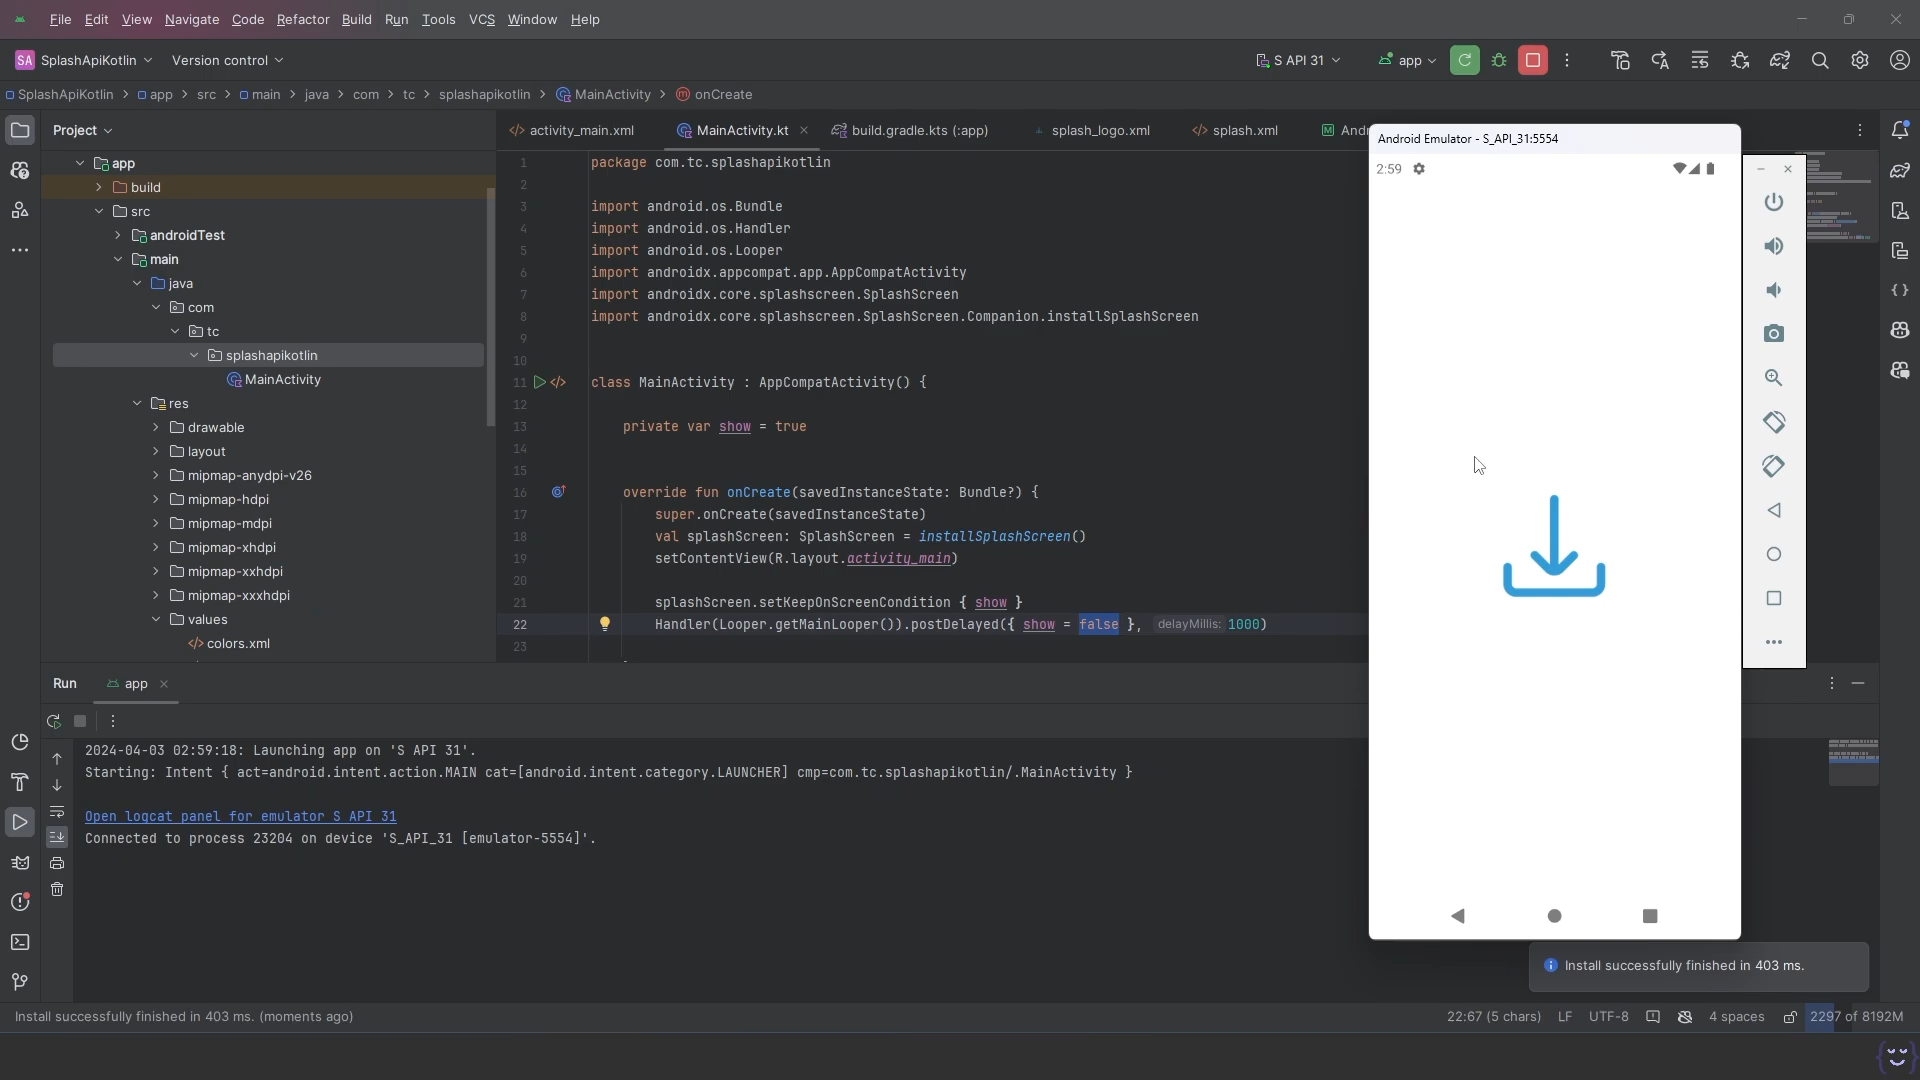 File Edit View Navigate Code Refactor Build Run Tools VCS Window Help
SA SplashApiKotlin Version control S API 31 app
SplashApiKotlin app src main java com tc splashapikotlin MainActivity onCreate
Project
activity_main.xml MainActivity.kt build.gradle.kts (:app) splash_logo.xml splash.xml M And
app
build
src
androidTest
main
java
com
tc
splashapikotlin
MainActivity
res
drawable
layout
mipmap-anydpi-v26
mipmap-hdpi
mipmap-mdpi
mipmap-xhdpi
mipmap-xxhdpi
mipmap-xxxhdpi
values
colors.xml
1 package com.tc.splashapikotlin
2
3 import android.os.Bundle
4 import android.os.Handler
5 import android.os.Looper
6 import androidx.appcompat.app.AppCompatActivity
7 import androidx.core.splashscreen.SplashScreen
8 import androidx.core.splashscreen.SplashScreen.Companion.installSplashScreen
9
10
11 class MainActivity : AppCompatActivity() {
12
13 private var show = true
14
15
16 override fun onCreate(savedInstanceState: Bundle?) {
17 super.onCreate(savedInstanceState)
18 val splashScreen: SplashScreen = installSplashScreen()
19 setContentView(R.layout.activity_main)
20
21 splashScreen.setKeepOnScreenCondition { show }
22 Handler(Looper.getMainLooper()).postDelayed({ show = false }, delayMillis: 1000)
23
Android Emulator - S_API_31:5554
2:59
Run app
2024-04-03 02:59:18: Launching app on 'S API 31'.
Starting: Intent { act=android.intent.action.MAIN cat=[android.intent.category.LAUNCHER] cmp=com.tc.splashapikotlin/.MainActivity }
Open logcat panel for emulator S API 31
Connected to process 23204 on device 'S_API_31 [emulator-5554]'.
Install successfully finished in 403 ms.
Install successfully finished in 403 ms. (moments ago) 22:67 (5 chars) LF UTF-8 4 spaces 2297 of 8192M